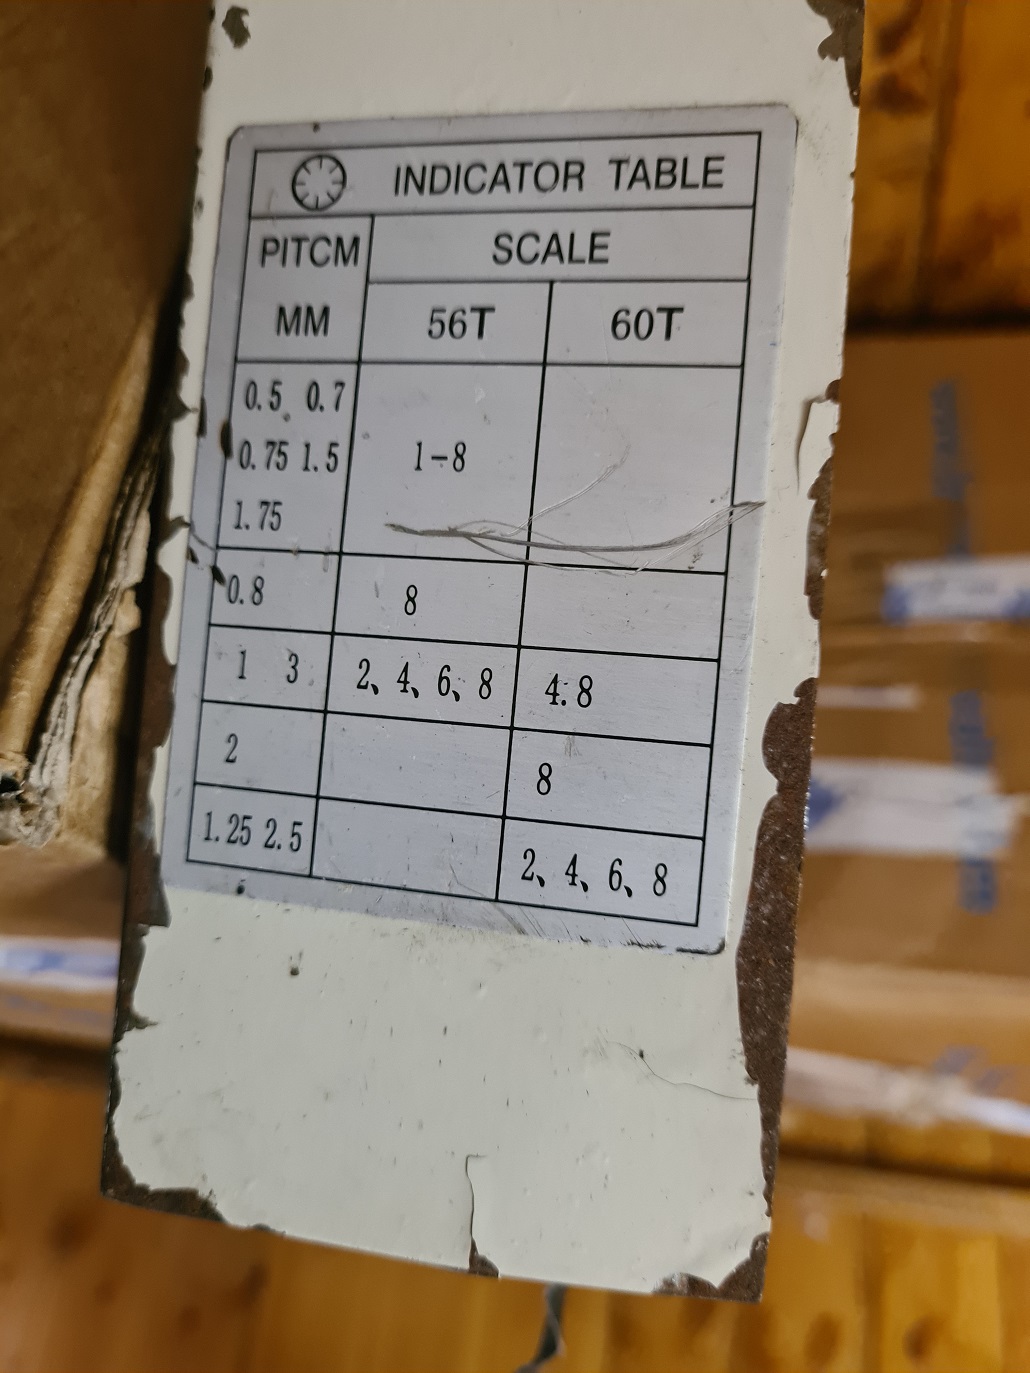 INDICATOR TABLE
PITCM SCALE
MM 56T 60T
0.5 0.7
0.75 1.5 1-8
1.75
0.8 8
1 3 2、4、6、8 4.8
2 8
1.25 2.5 2、4、6、8